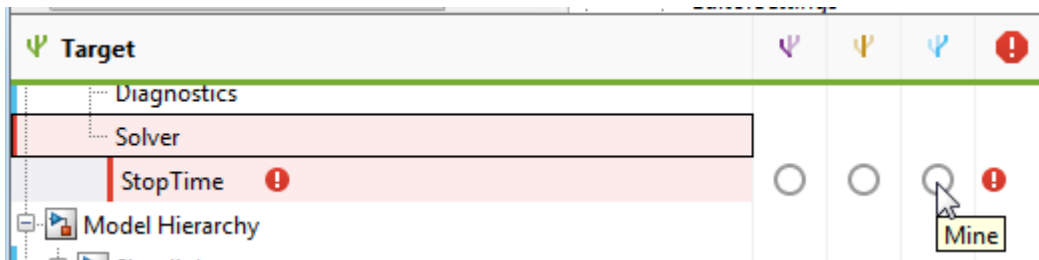 Target
Diagnostics
Solver
StopTime
Model Hierarchy
Mine